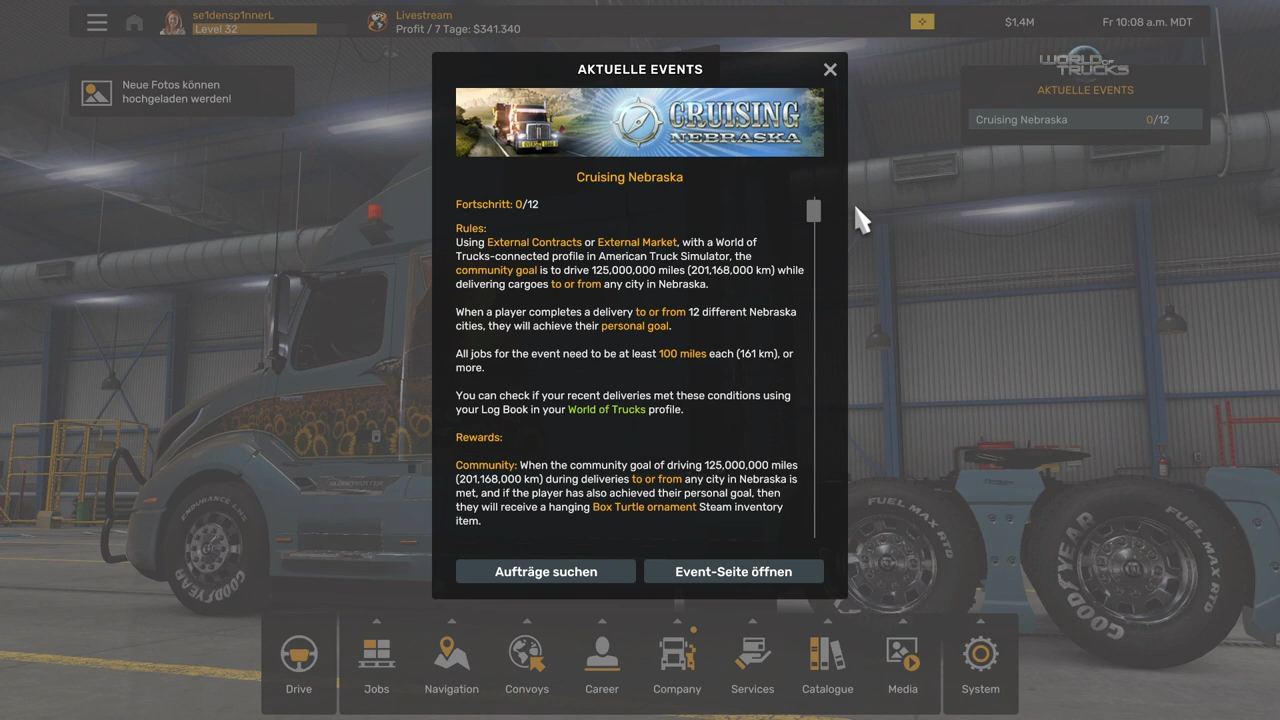 se1densp1nnerL
Level 32
Livestream
Profit / 7 Tage: $341.340
$1,4M
Fr 10:08 a.m. MDT
Neue Fotos können
hochgeladen werden!
WORLD OF
TRUCKS
AKTUELLE EVENTS
Cruising Nebraska 0/12
AKTUELLE EVENTS
CRUISING
NEBRASKA
Cruising Nebraska
Fortschritt: 0/12
Rules:
Using External Contracts or External Market, with a World of
Trucks-connected profile in American Truck Simulator, the
community goal is to drive 125,000,000 miles (201,168,000 km) while
delivering cargoes to or from any city in Nebraska.
When a player completes a delivery to or from 12 different Nebraska
cities, they will achieve their personal goal.
All jobs for the event need to be at least 100 miles each (161 km), or
more.
You can check if your recent deliveries met these conditions using
your Log Book in your World of Trucks profile.
Rewards:
Community: When the community goal of driving 125,000,000 miles
(201,168,000 km) during deliveries to or from any city in Nebraska is
met, and if the player has also achieved their personal goal, then
they will receive a hanging Box Turtle ornament Steam inventory
item.
Aufträge suchen
Event-Seite öffnen
ENDURANCE LHS
GOODYEAR
FUEL MAX RTD
GOODYEAR
FUEL MAX RTD
Drive
Jobs
Navigation
Convoys
Career
Company
Services
Catalogue
Media
System